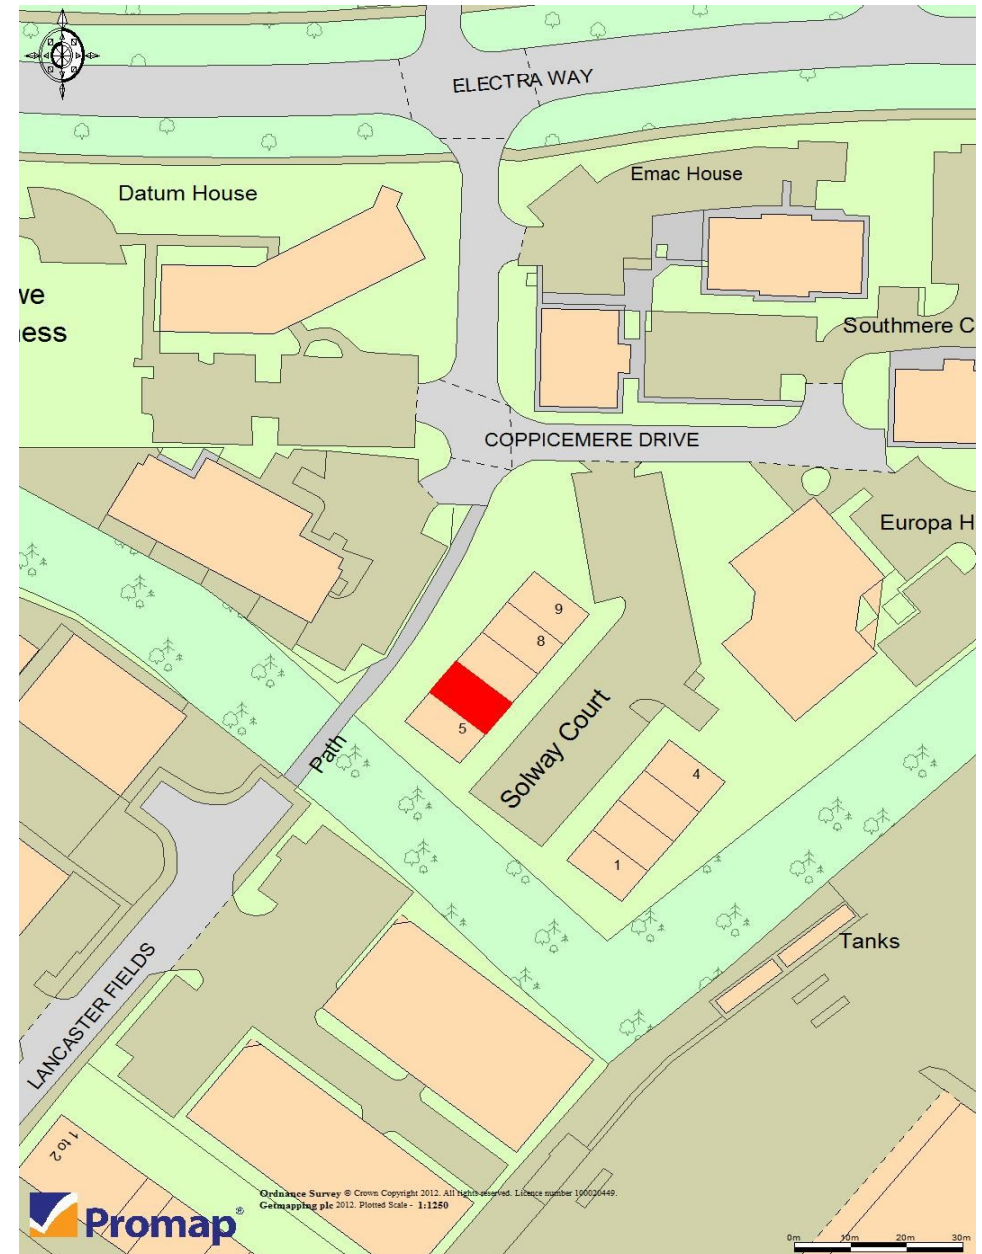 ELECTRA WAY
Emac House
Datum House
we
ess
Southmere C
COPPICEMERE DRIVE
Europa H
9
8
5
Solway Court
Path
4
1
Tanks
LANCASTER FIELDS
1 to 2
Ordnance Survey © Crown Copyright 2012. All rights reserved. Licence number 100020449.
Getmapping plc 2012. Plotted Scale - 1:1250
Promap®
0m 10m 20m 30m